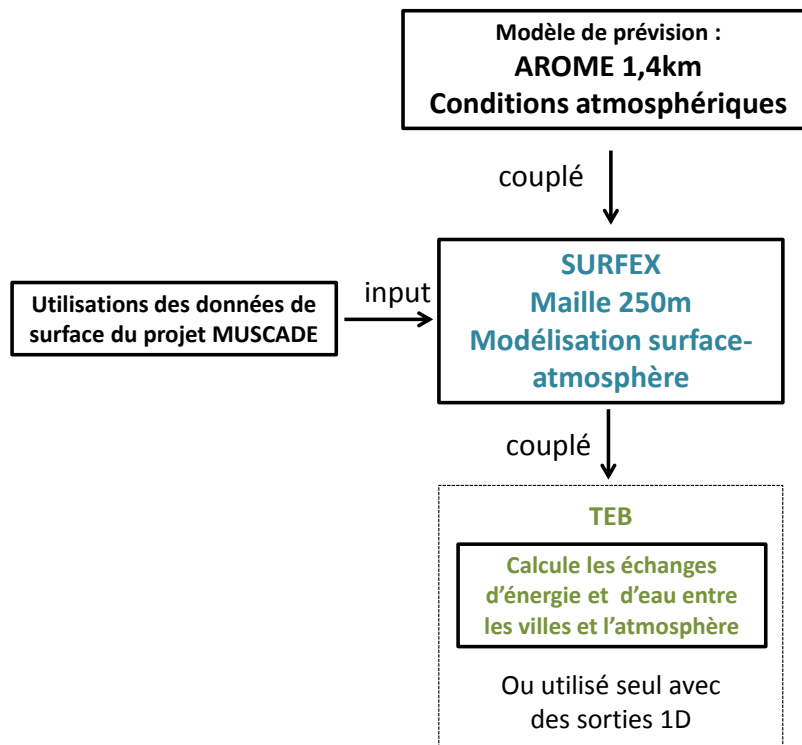 Modèle de prévision :
AROME 1,4km
Conditions atmosphériques
couplé
SURFEX
Maille 250m
Modélisation surface-
atmosphère
input
Utilisations des données de
surface du projet MUSCADE
couplé
TEB
Calcule les échanges
d’énergie et d’eau entre
les villes et l’atmosphère
Ou utilisé seul avec
des sorties 1D